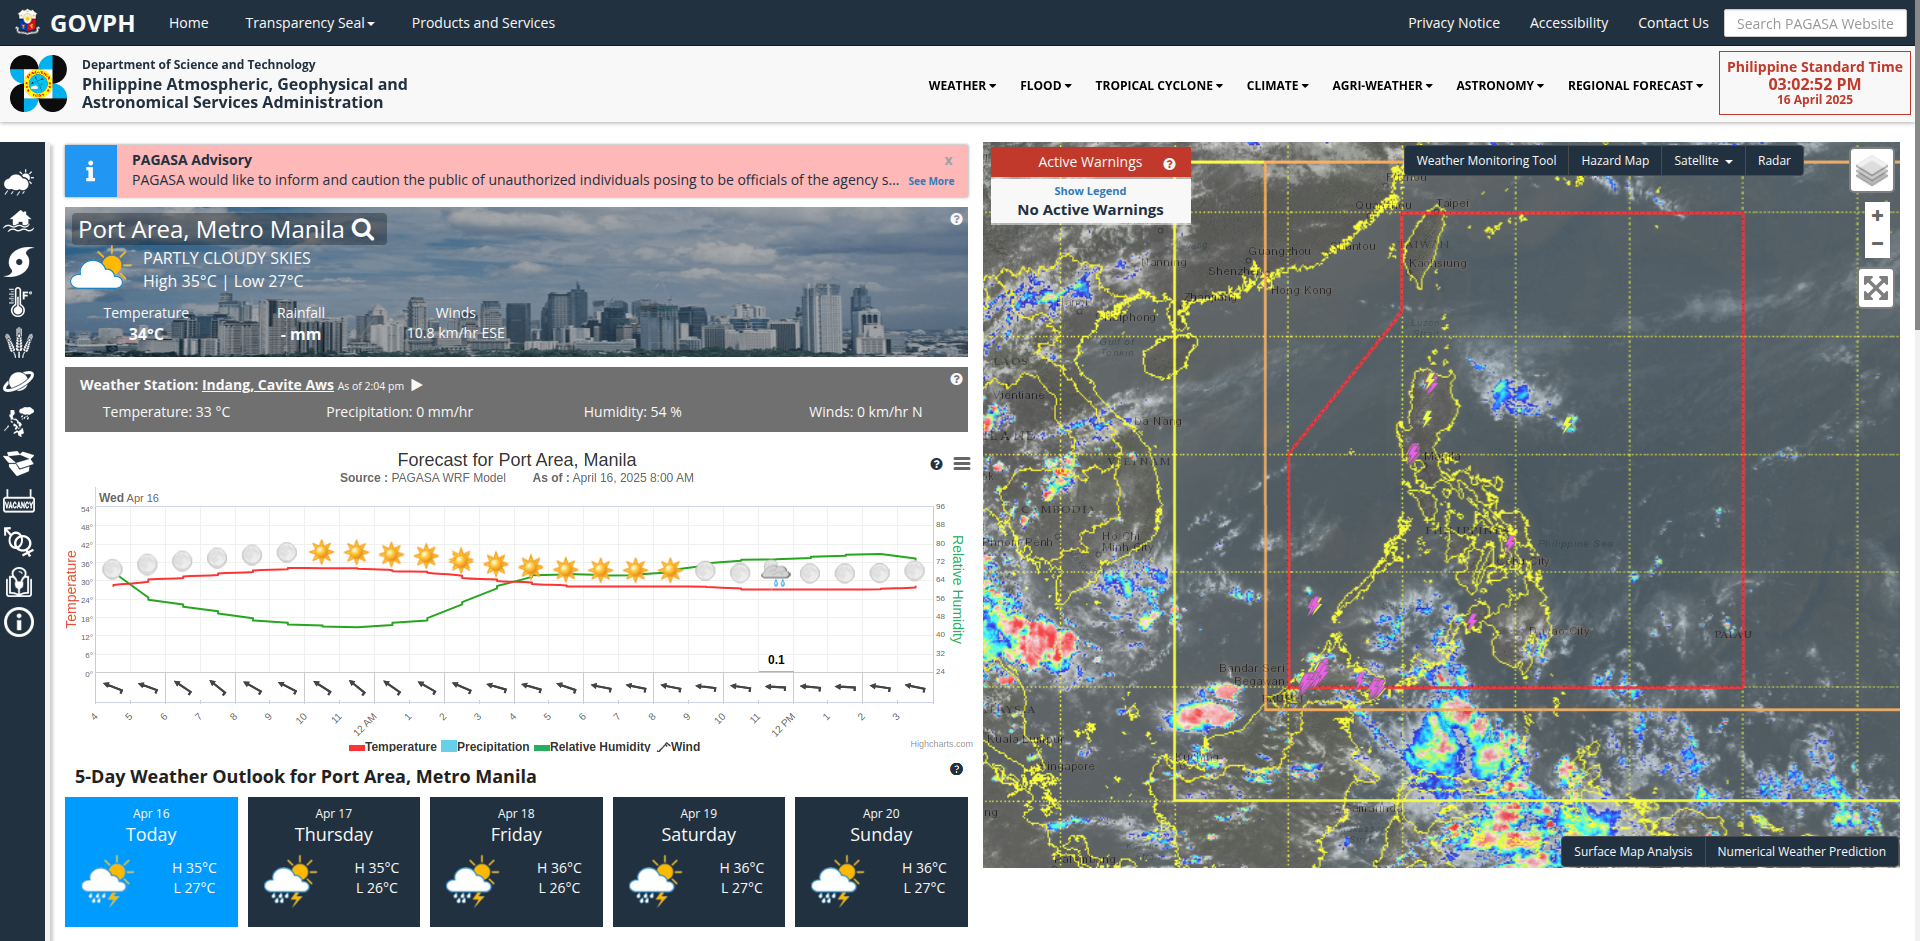 GOVPH
Home
Transparency Seal
Products and Services
Privacy Notice
Accessibility
Contact Us
Search PAGASA Website
Department of Science and Technology
Philippine Atmospheric, Geophysical and
Astronomical Services Administration
WEATHER
FLOOD
TROPICAL CYCLONE
CLIMATE
AGRI-WEATHER
ASTRONOMY
REGIONAL FORECAST
Philippine Standard Time
03:02:52 PM
16 April 2025
VACANCY
i
PAGASA Advisory
x
PAGASA would like to inform and caution the public of unauthorized individuals posing to be officials of the agency s... See More
Port Area, Metro Manila
?
PARTLY CLOUDY SKIES
High 35°C | Low 27°C
Temperature
34°C
Rainfall
- mm
Winds
10.8 km/hr ESE
Weather Station: Indang, Cavite Aws As of 2:04 pm
?
Temperature: 33 °C
Precipitation: 0 mm/hr
Humidity: 54 %
Winds: 0 km/hr N
Forecast for Port Area, Manila
?
Source : PAGASA WRF Model As of : April 16, 2025 8:00 AM
Wed Apr 16
Temperature
54°
48°
42°
36°
30°
24°
18°
12°
6°
0°
96
88
80
72
64
56
48
40
32
24
Relative Humidity
0.1
4 5 6 7 8 9 10 11 12 AM 1 2 3 4 5 6 7 8 9 10 11 12 PM 1 2 3
Temperature Precipitation Relative Humidity Wind
Highcharts.com
5-Day Weather Outlook for Port Area, Metro Manila
?
Apr 16
Today
H 35°C
L 27°C
Apr 17
Thursday
H 35°C
L 26°C
Apr 18
Friday
H 36°C
L 26°C
Apr 19
Saturday
H 36°C
L 27°C
Apr 20
Sunday
H 36°C
L 27°C
Active Warnings
?
Show Legend
No Active Warnings
Weather Monitoring Tool
Hazard Map
Satellite
Radar
+
−
Taipei
Guangzhou
Shantou
TAIWAN
Kaohsiung
Nanning
Shenzhen
Hong Kong
Zhanjiang
Haiphong
Gulf of
Tonkin
Luzon
LAOS
Vientiane
Da Nang
VIETNAM
Manila
CAMBODIA
Phnom Penh
Ho Chi
Minh City
PHILIPPINES
Philippine Sea
Davao City
PALAU
Bandar Seri
Begawan
BRUNEI
Kuala Lumpur
Singapore
Kuching
Surface Map Analysis
Numerical Weather Prediction